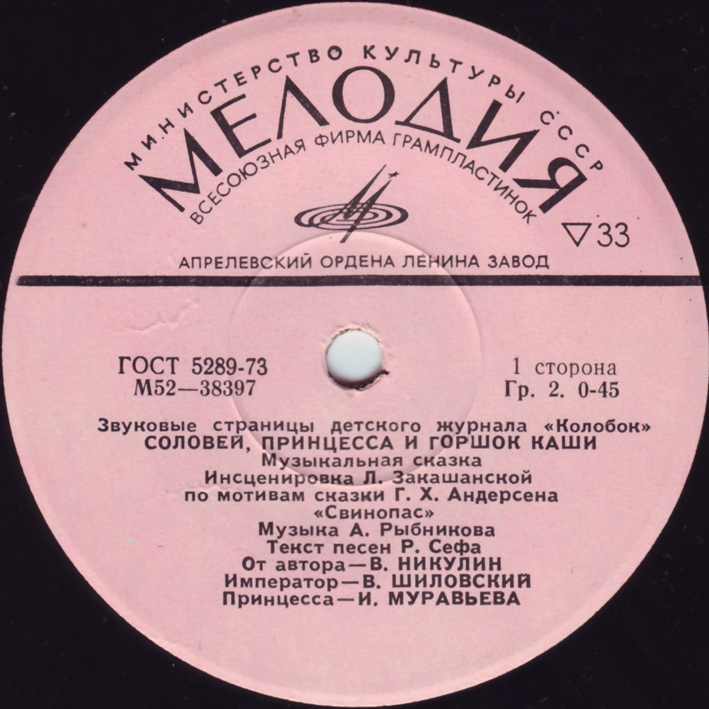 МИНИСТЕРСТВО КУЛЬТУРЫ СССР
МЕЛОДИЯ
ВСЕСОЮЗНАЯ ФИРМА ГРАМПЛАСТИНОК
▽33
АПРЕЛЕВСКИЙ ОРДЕНА ЛЕНИНА ЗАВОД
ГОСТ 5289-73
М52—38397
1 сторона
Гр. 2. 0-45
Звуковые страницы детского журнала «Колобок»
СОЛОВЕЙ, ПРИНЦЕССА И ГОРШОК КАШИ
Музыкальная сказка
Инсценировка Л. Закашанской
по мотивам сказки Г. Х. Андерсена
«Свинопас»
Музыка А. Рыбникова
Текст песен Р. Сефа
От автора—В. НИКУЛИН
Император—В. ШИЛОВСКИЙ
Принцесса—И. МУРАВЬЕВА